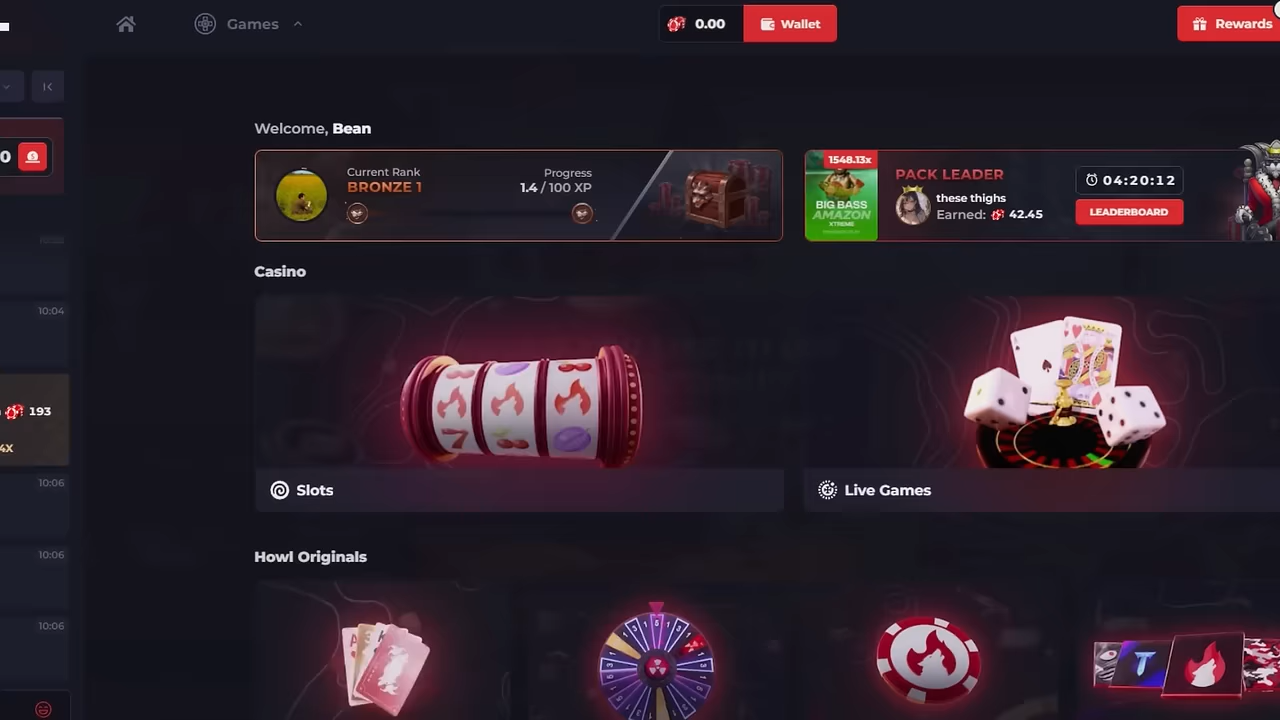 Games
0.00
Wallet
Rewards
0
Welcome, Bean
Current Rank
BRONZE 1
Progress
1.4 / 100 XP
1548.13x
BIG BASS
AMAZON
XTREME
PACK LEADER
these thighs
Earned: 42.45
04:20:12
LEADERBOARD
Casino
10:04
193
4X
Slots
Live Games
10:06
Howl Originals
10:06
10:06